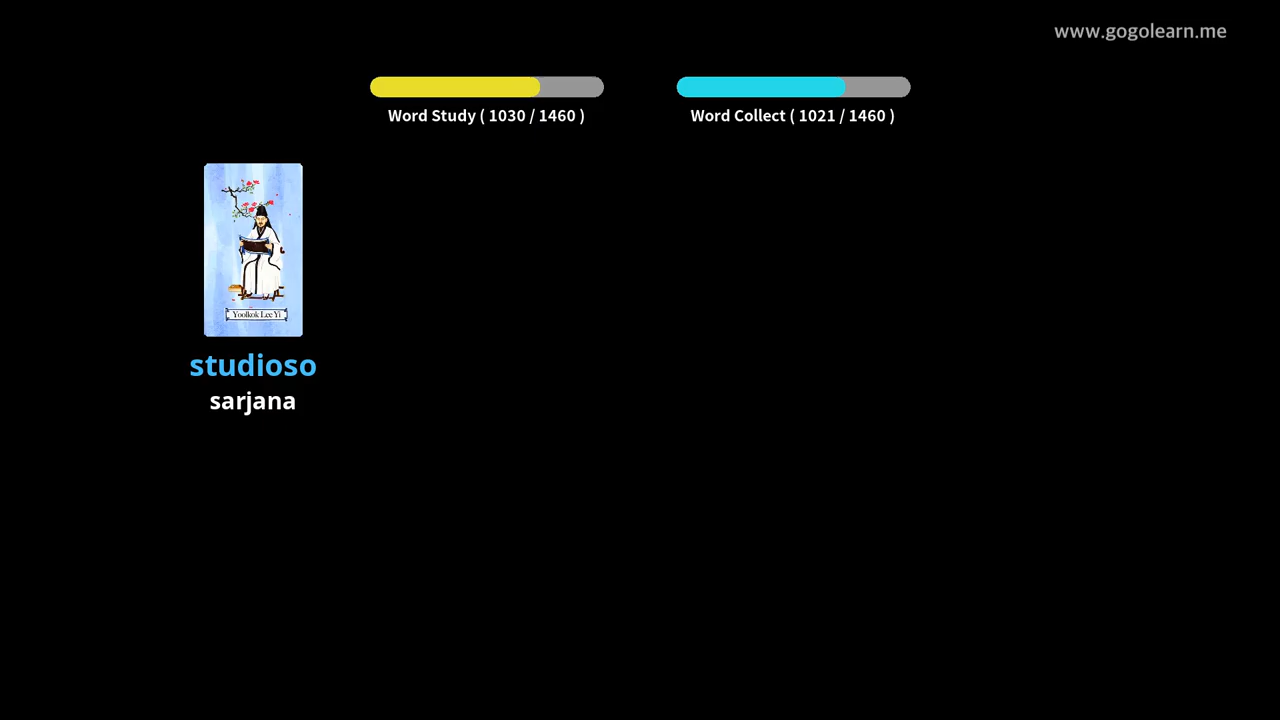 www.gogolearn.me
Word Study ( 1030 / 1460 )
Word Collect ( 1021 / 1460 )
Yoolkok Lee Yi
studioso
sarjana